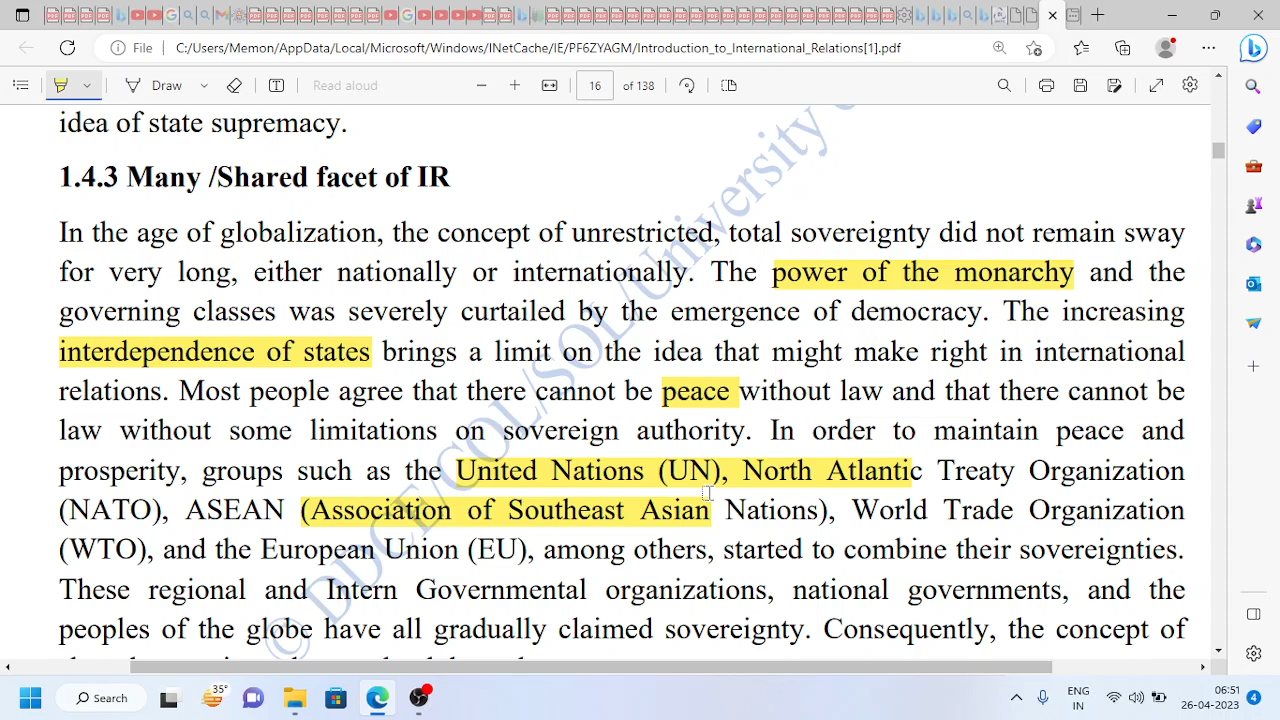 File
C:/Users/Memon/AppData/Local/Microsoft/Windows/INetCache/IE/PF6ZYAGM/Introduction_to_International_Relations[1].pdf
Draw
Read aloud
16
of 138
idea of state supremacy.
1.4.3 Many /Shared facet of IR
In the age of globalization, the concept of unrestricted, total sovereignty did not remain sway
for very long, either nationally or internationally. The power of the monarchy and the
governing classes was severely curtailed by the emergence of democracy. The increasing
interdependence of states brings a limit on the idea that might make right in international
relations. Most people agree that there cannot be peace without law and that there cannot be
law without some limitations on sovereign authority. In order to maintain peace and
prosperity, groups such as the United Nations (UN), North Atlantic Treaty Organization
(NATO), ASEAN (Association of Southeast Asian Nations), World Trade Organization
(WTO), and the European Union (EU), among others, started to combine their sovereignties.
These regional and Intern Governmental organizations, national governments, and the
peoples of the globe have all gradually claimed sovereignty. Consequently, the concept of
© DDCE/COL/SOL/University
Search
35°
ENG
IN
06:51
26-04-2023
4